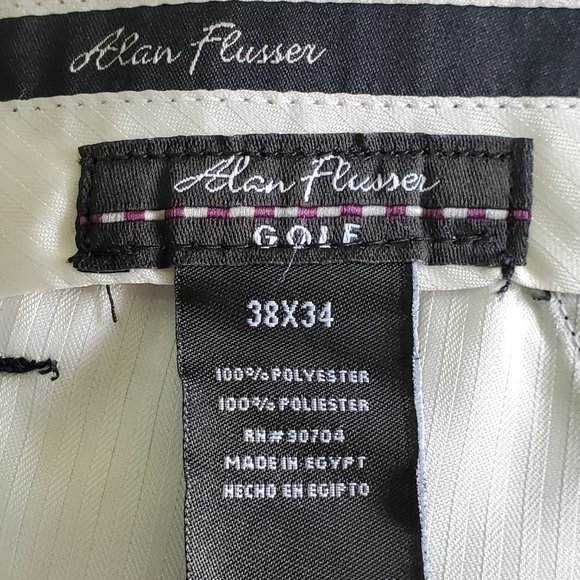 Alan Flusser
Alan Flusser
GOLF
38X34
100% POLYESTER
100% POLIESTER
RN#90704
MADE IN EGYPT
HECHO EN EGIPTO